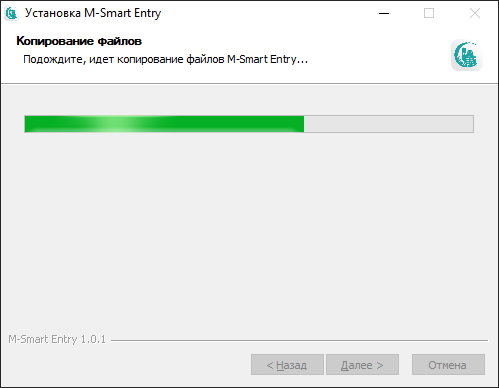 Установка M-Smart Entry
Копирование файлов
Подождите, идет копирование файлов M-Smart Entry...
M-Smart Entry 1.0.1
< Назад
Далее >
Отмена